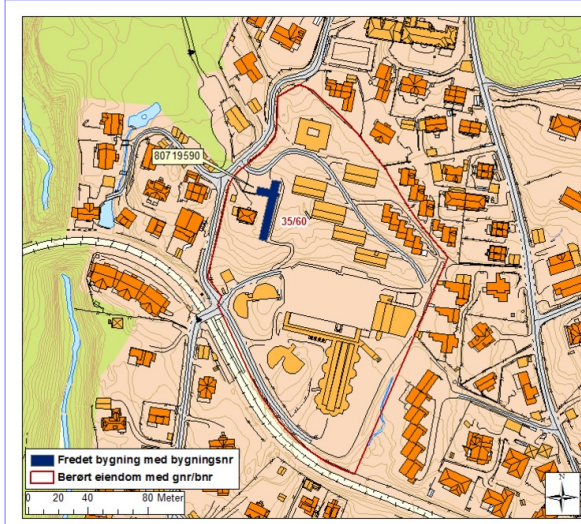 80719590
35/60
Fredet bygning med bygningsnr
Berørt eiendom med gnr/bnr
0 20 40 80 Meter